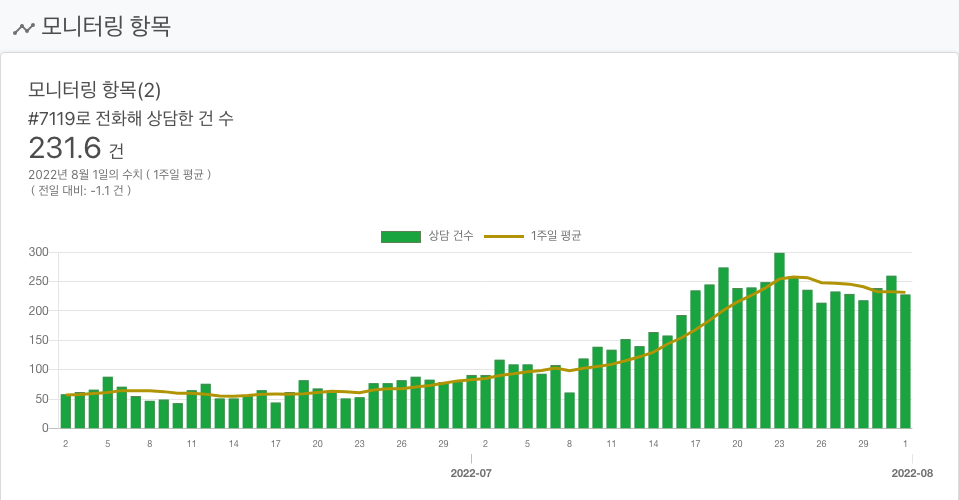 모니터링 항목
모니터링 항목(2)
#7119로 전화해 상담한 건 수
231.6 건
2022년 8월 1일의 수치 ( 1주일 평균 )
( 전일 대비: -1.1 건 )
상담 건수 1주일 평균
300
250
200
150
100
50
0
2 5 8 11 14 17 20 23 26 29 2 5 8 11 14 17 20 23 26 29 1
2022-07 2022-08